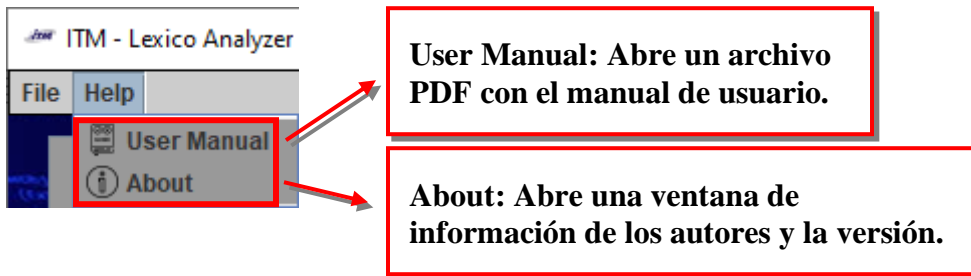 ITM - Lexico Analyzer
File Help
User Manual
About
User Manual: Abre un archivo
PDF con el manual de usuario.
About: Abre una ventana de
información de los autores y la versión.